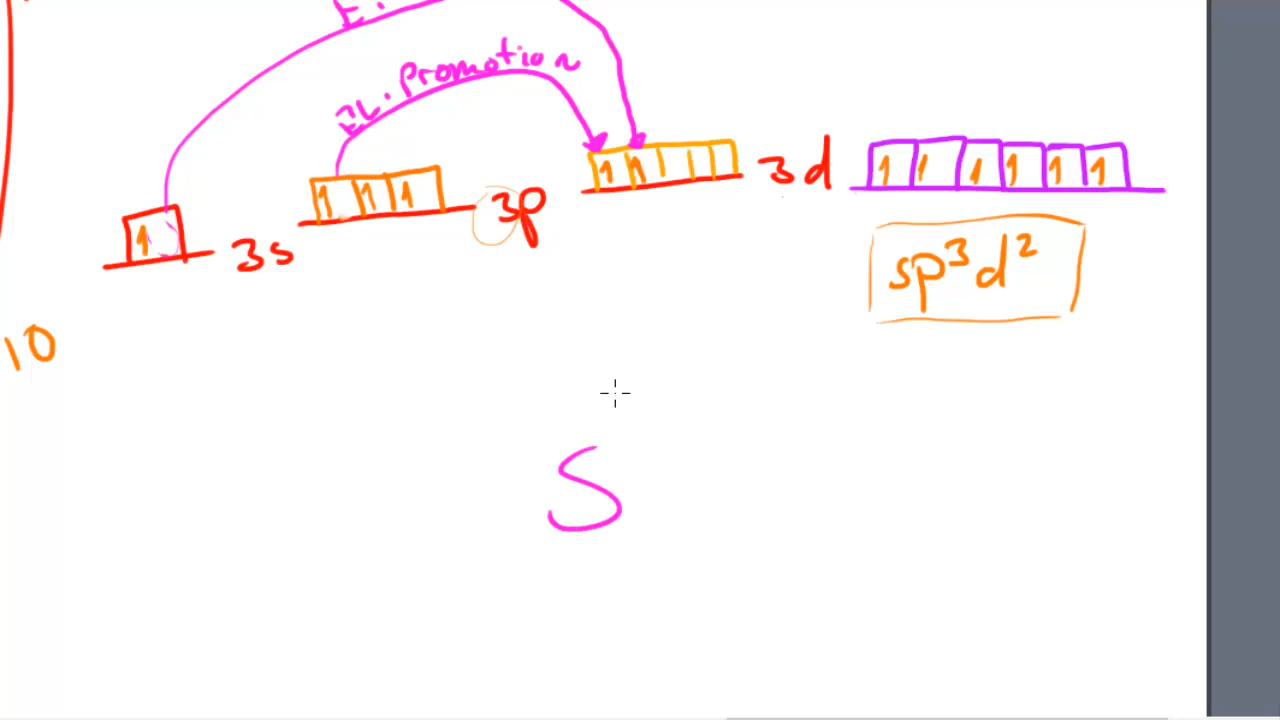 El. Promotion
1 1 1 1 1 1
1 1 3d
1 1 1 3p
1 3s
sp³d²
10
S